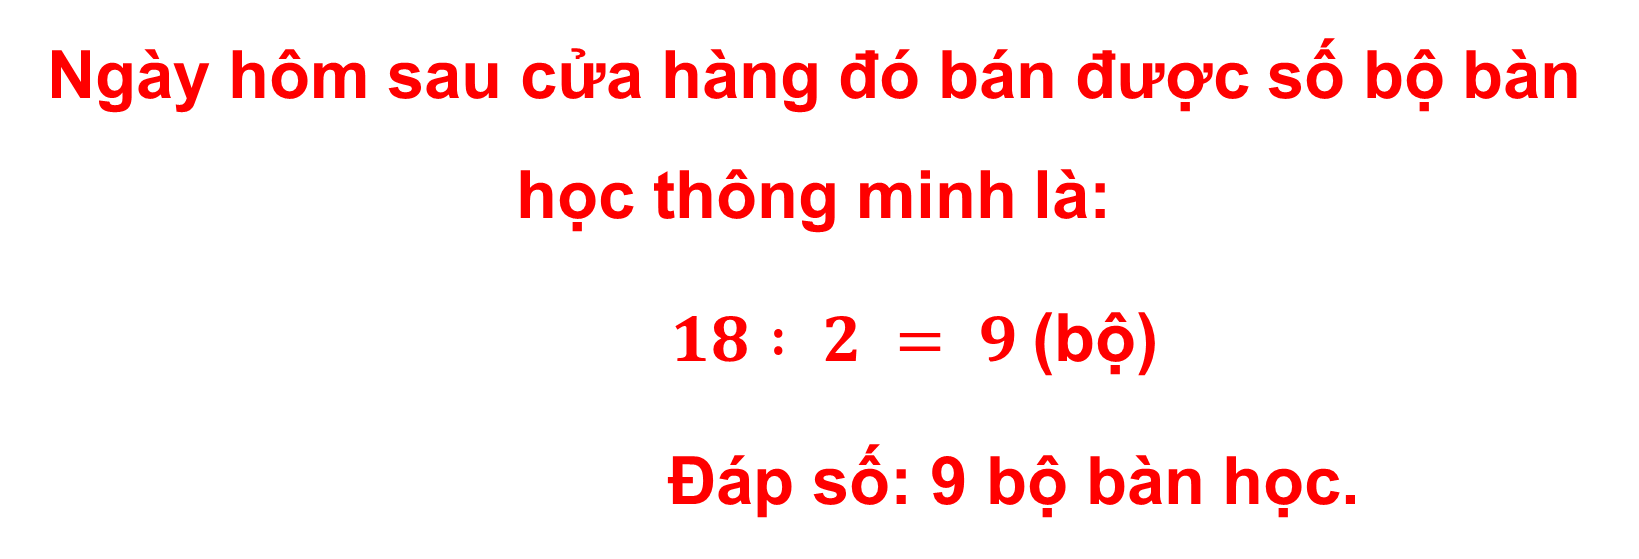 Ngày hôm sau cửa hàng đó bán được số bộ bàn
học thông minh là:
18 : 2 = 9 (bộ)
Đáp số: 9 bộ bàn học.